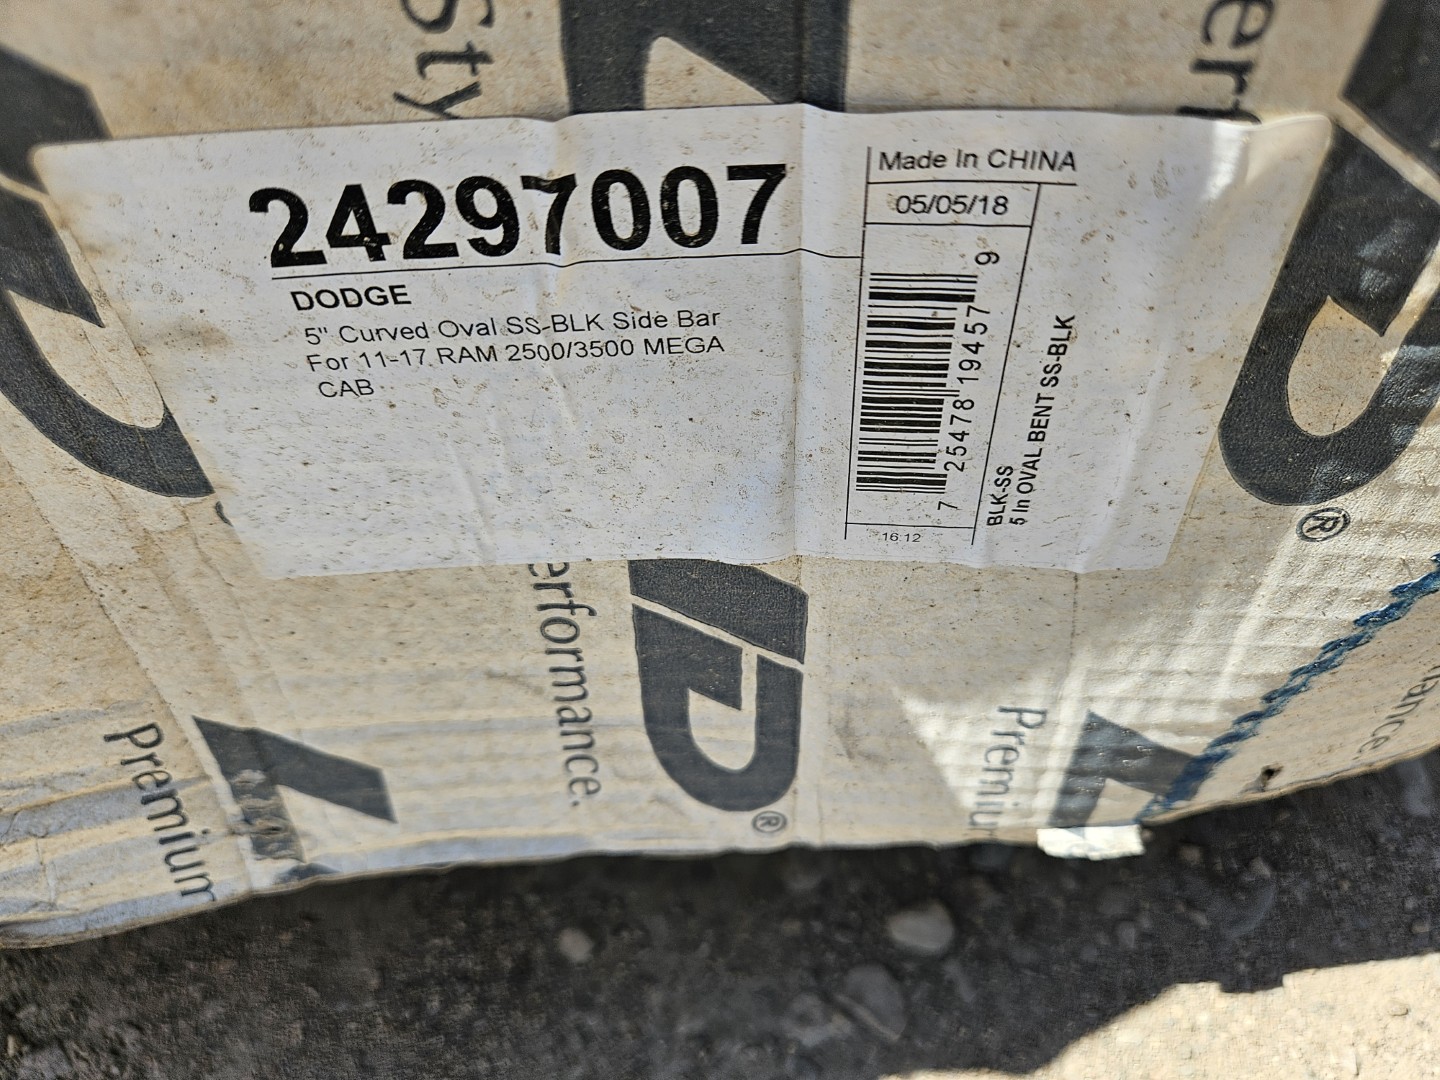 Sty
24297007
DODGE
5" Curved Oval SS-BLK Side Bar
For 11-17 RAM 2500/3500 MEGA
CAB
Made In CHINA
05/05/18
7 25478 19457 9
16.12
BLK-SS
5 In OVAL BENT SS-BLK
®
erformance.
®
Premium